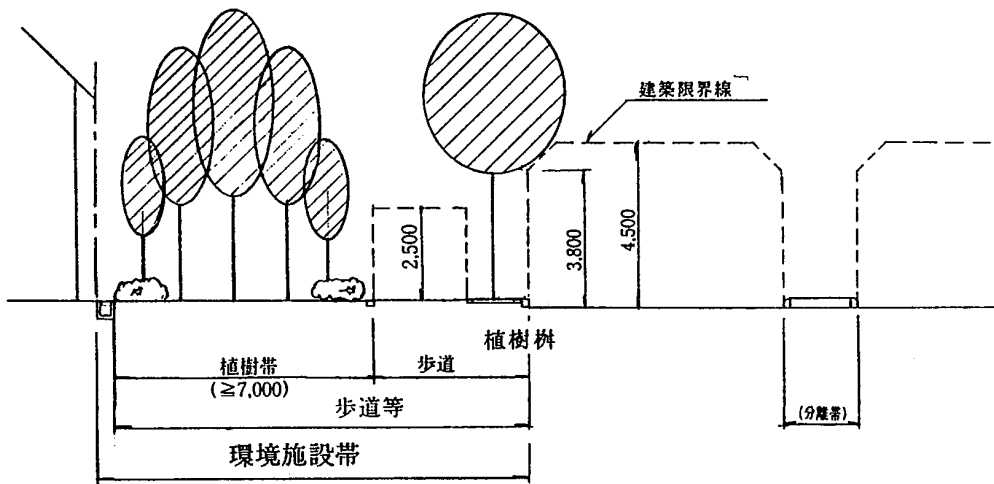 建築限界線
2.500
3.800
4.500
植樹桝
植樹帯
(≧7,000)
歩道
歩道等
(分離帯)
環境施設帯